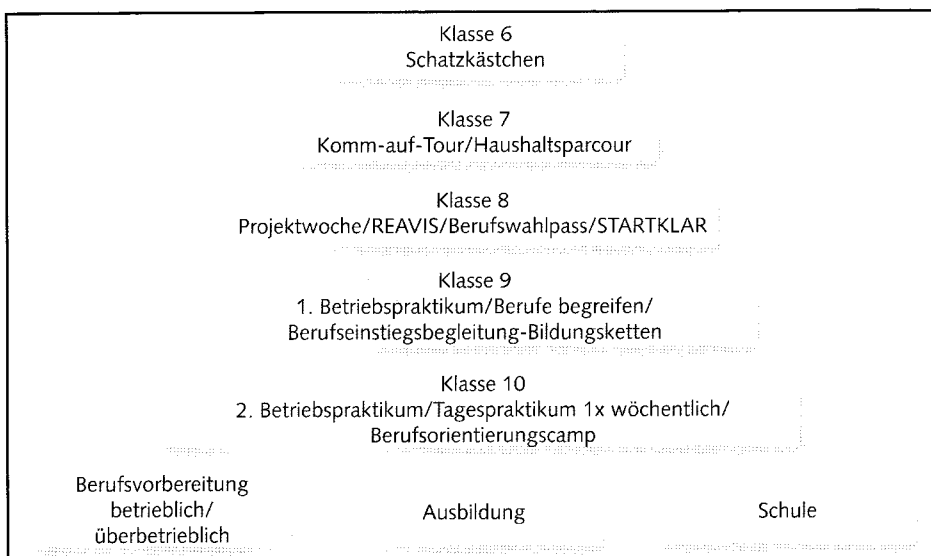 Klasse 6
Schatzkästchen
Klasse 7
Komm-auf-Tour/Haushaltsparcour
Klasse 8
Projektwoche/REAVIS/Berufswahlpass/STARTKLAR
Klasse 9
1. Betriebspraktikum/Berufe begreifen/
Berufseinstiegsbegleitung-Bildungsketten
Klasse 10
2. Betriebspraktikum/Tagespraktikum 1x wöchentlich/
Berufsorientierungscamp
Berufsvorbereitung
betrieblich/
überbetrieblich
Ausbildung
Schule